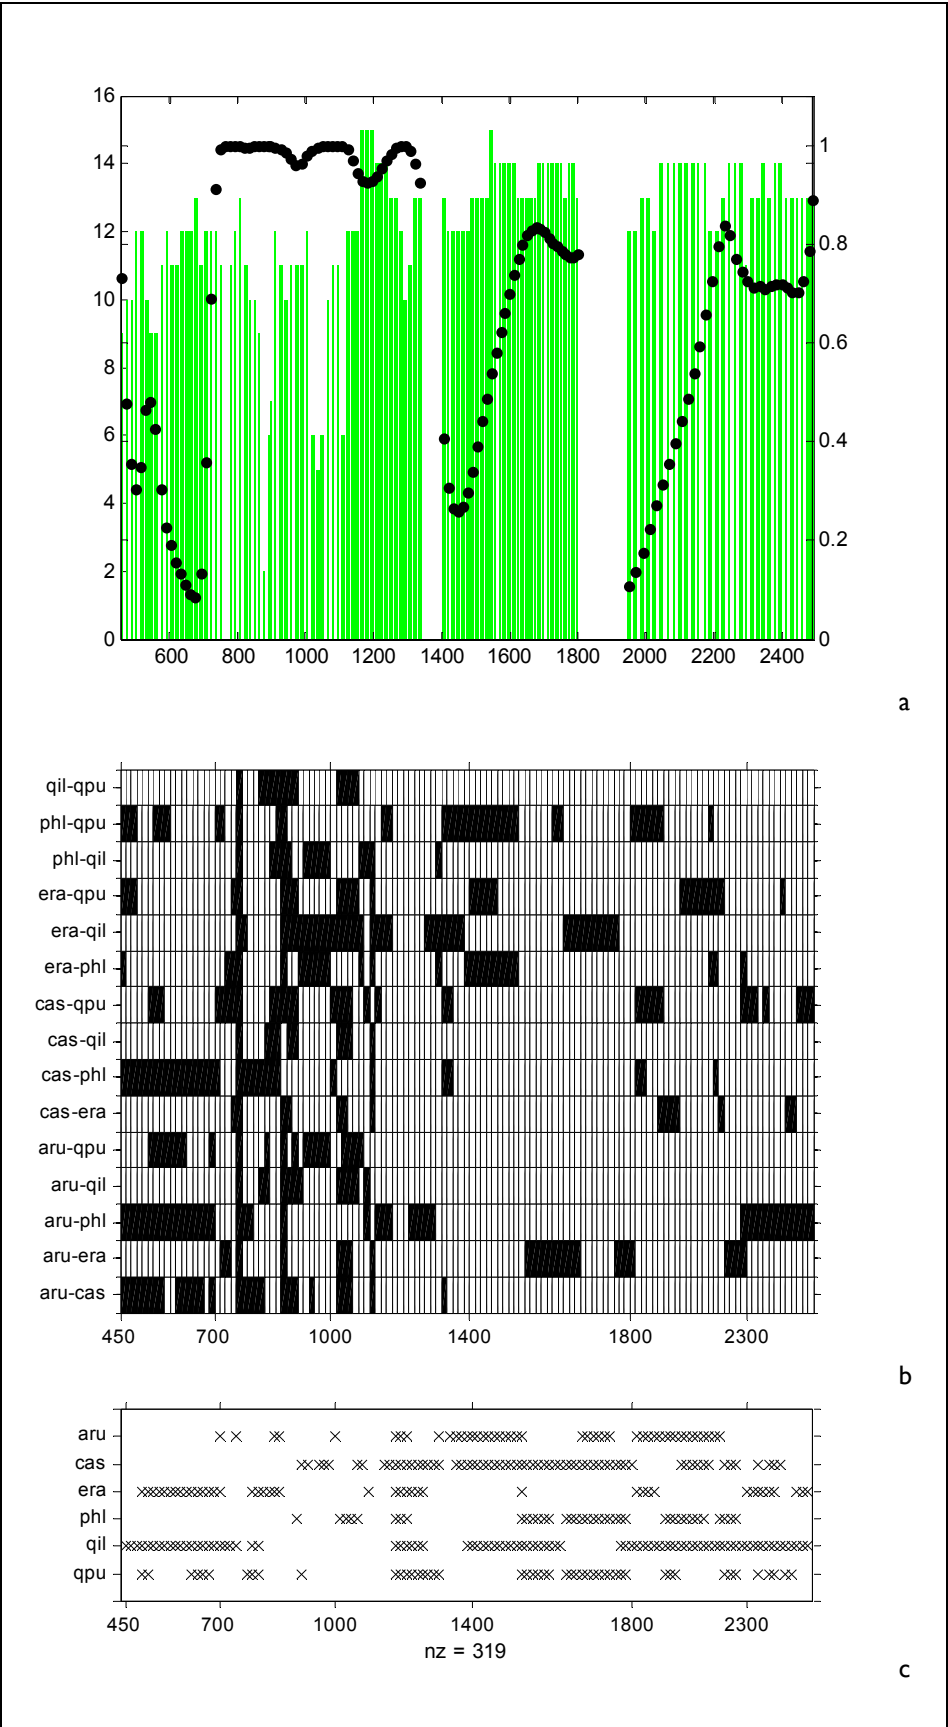 16
14
12
10
8
6
4
2
0
1
0.8
0.6
0.4
0.2
0
600 800 1000 1200 1400 1600 1800 2000 2200 2400
a
qil-qpu
phl-qpu
phl-qil
era-qpu
era-qil
era-phl
cas-qpu
cas-qil
cas-phl
cas-era
aru-qpu
aru-qil
aru-phl
aru-era
aru-cas
450 700 1000 1400 1800 2300
b
aru
cas
era
phl
qil
qpu
450 700 1000 1400 1800 2300
nz = 319
c